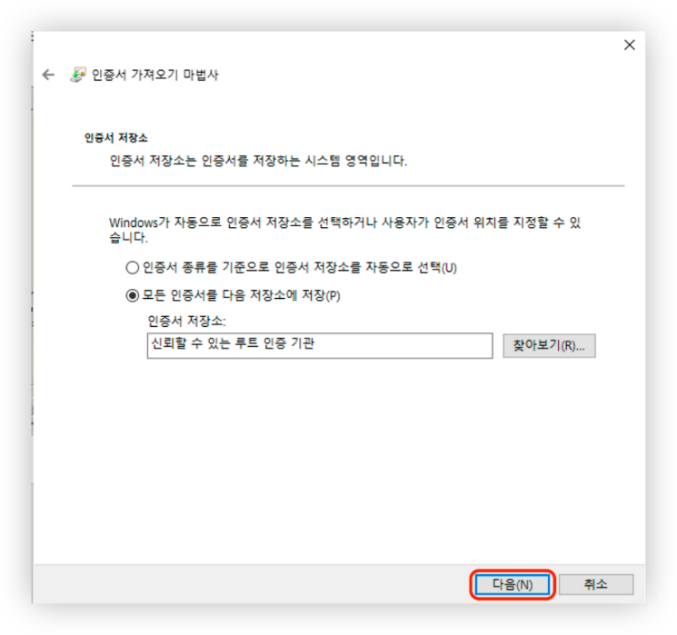 인증서 가져오기 마법사
인증서 저장소
인증서 저장소는 인증서를 저장하는 시스템 영역입니다.
Windows가 자동으로 인증서 저장소를 선택하거나 사용자가 인증서 위치를 지정할 수 있
습니다.
인증서 종류를 기준으로 인증서 저장소를 자동으로 선택(U)
모든 인증서를 다음 저장소에 저장(P)
인증서 저장소:
신뢰할 수 있는 루트 인증 기관
찾아보기(R)...
다음(N)
취소